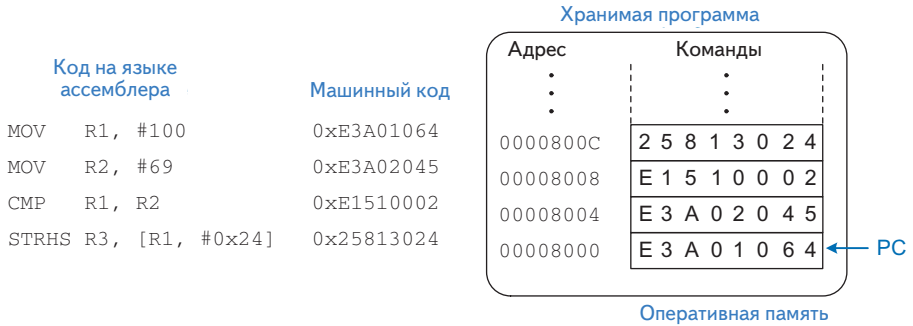 Хранимая программа
Код на языке
ассемблера
Машинный код
MOV R1, #100 0xE3A01064
MOV R2, #69 0xE3A02045
CMP R1, R2 0xE1510002
STRHS R3, [R1, #0x24] 0x25813024
Адрес Команды
0000800C 2 5 8 1 3 0 2 4
00008008 E 1 5 1 0 0 0 2
00008004 E 3 A 0 2 0 4 5
00008000 E 3 A 0 1 0 6 4 PC
Оперативная память